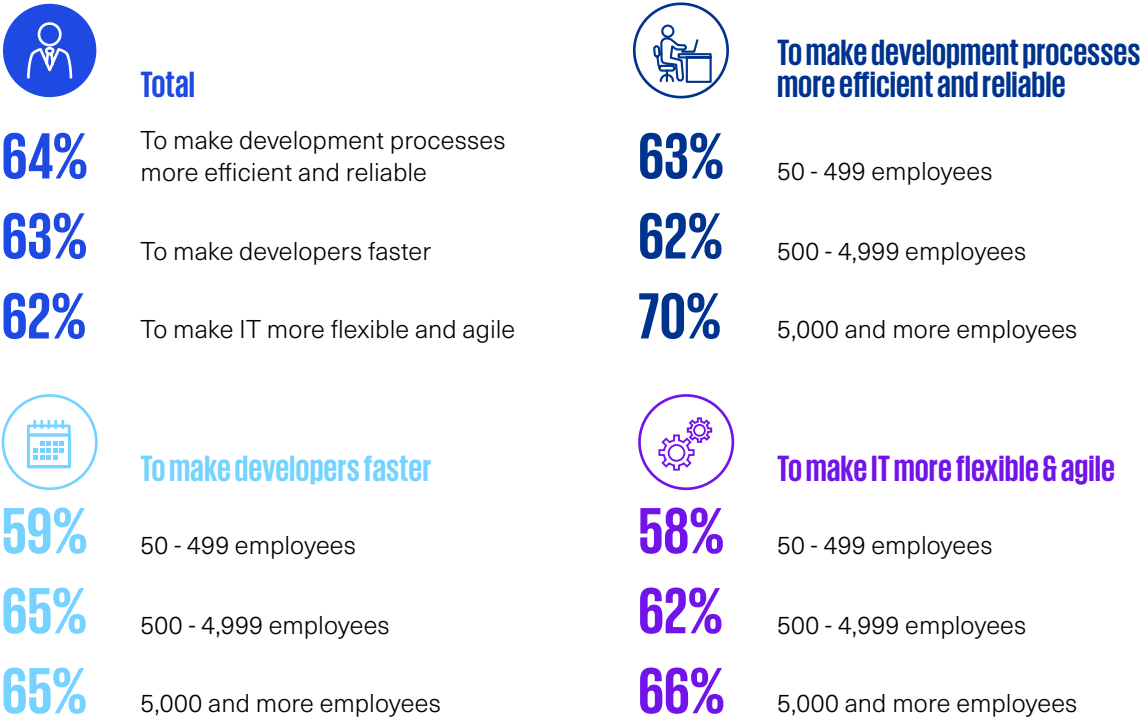 Total
64%
To make development processes
more efficient and reliable
63%
To make developers faster
62%
To make IT more flexible and agile
To make development processes
more efficient and reliable
63%
50 - 499 employees
62%
500 - 4,999 employees
70%
5,000 and more employees
To make developers faster
59%
50 - 499 employees
65%
500 - 4,999 employees
65%
5,000 and more employees
To make IT more flexible & agile
58%
50 - 499 employees
62%
500 - 4,999 employees
66%
5,000 and more employees